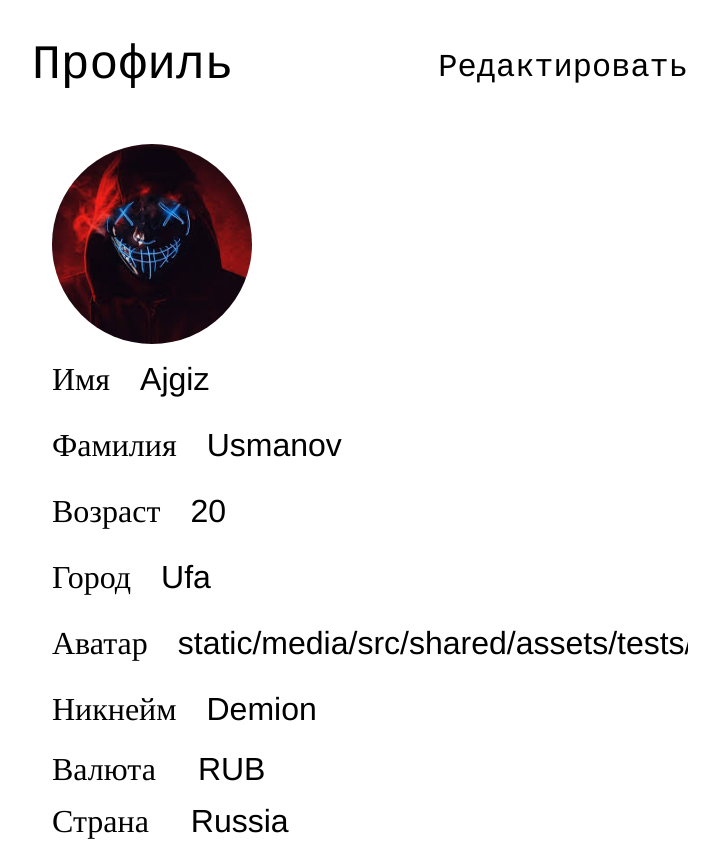 Профиль Редактировать
Имя Ajgiz
Фамилия Usmanov
Возраст 20
Город Ufa
Аватар static/media/src/shared/assets/tests/
Никнейм Demion
Валюта RUB
Страна Russia